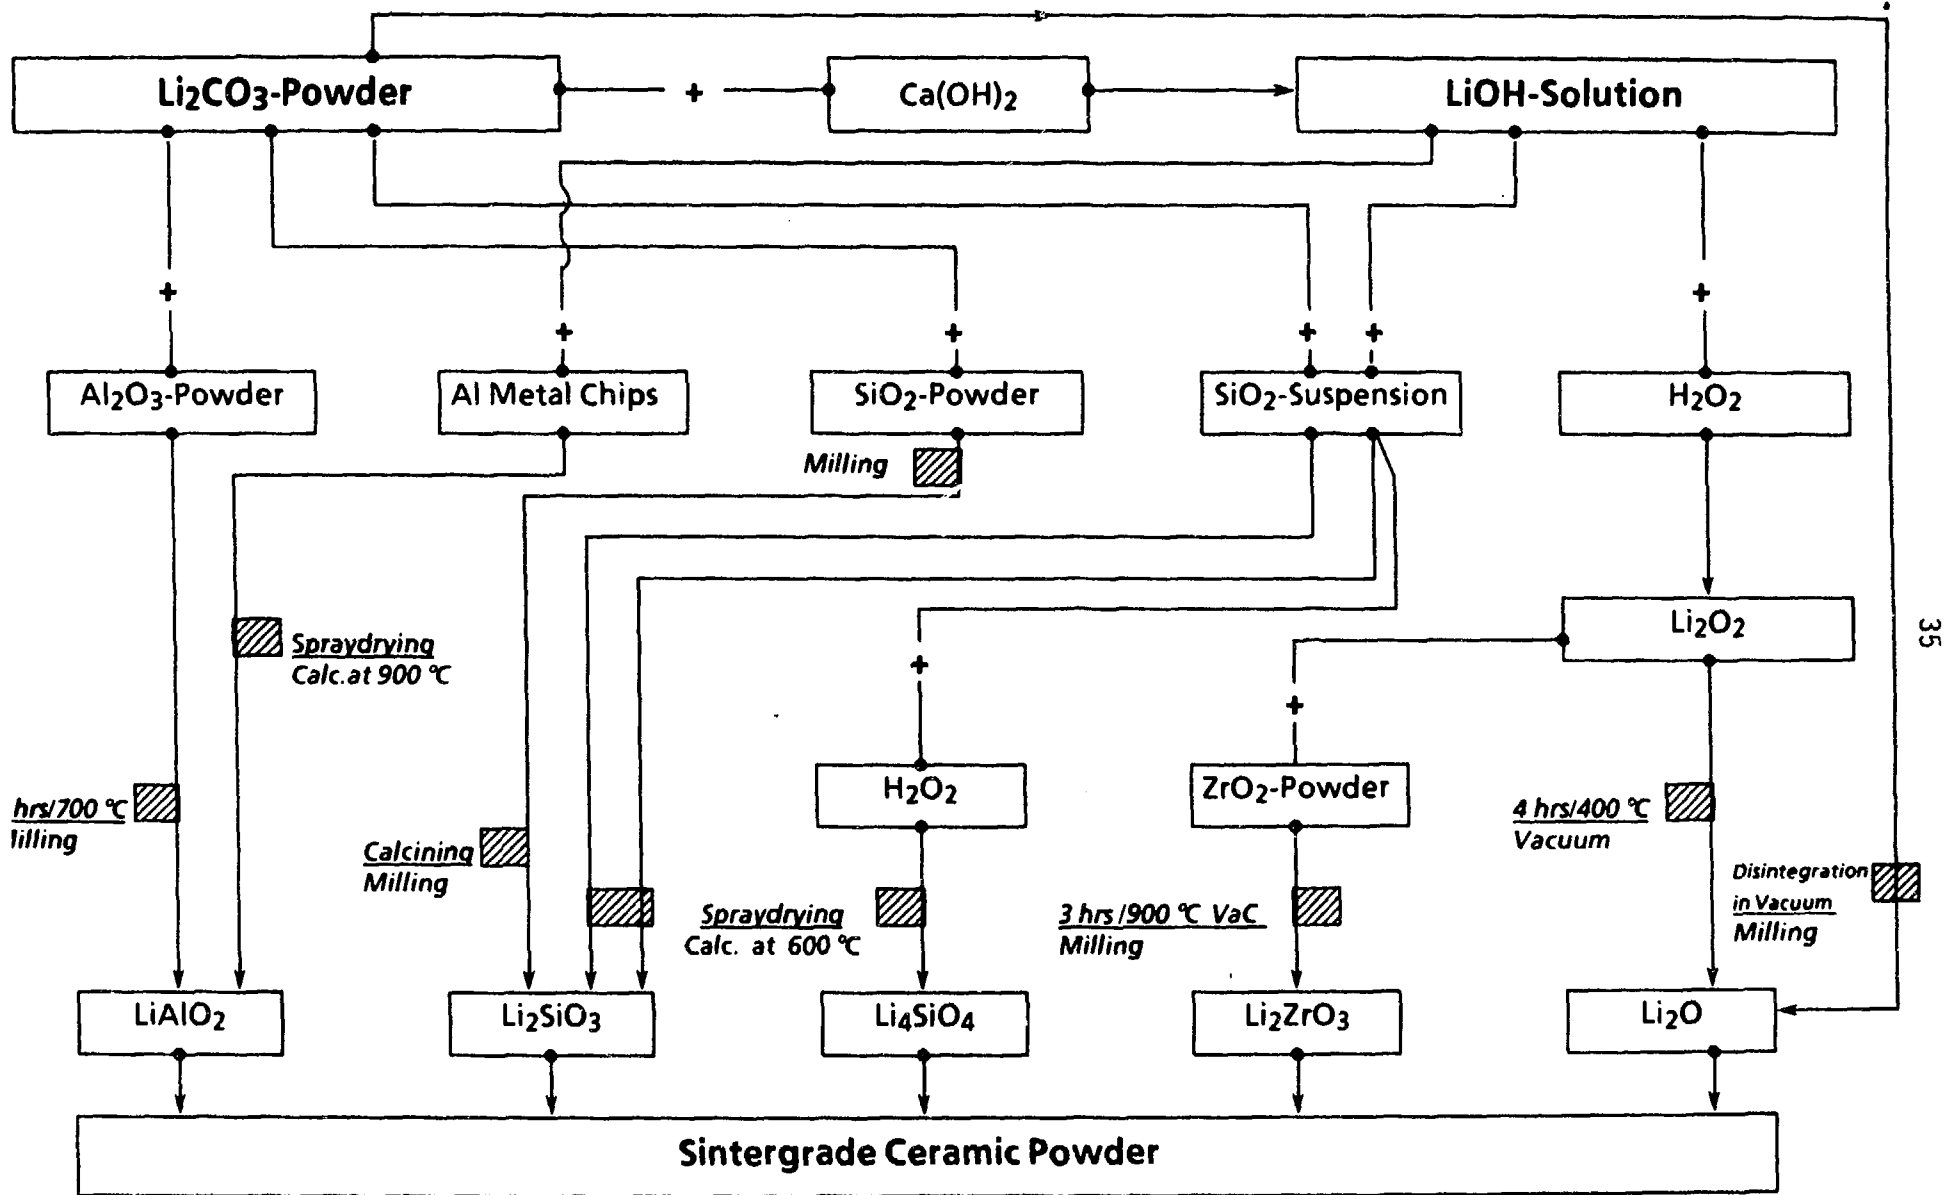 Li2CO3-Powder
+
Ca(OH)2
LiOH-Solution
+
+
+
+
+
+
Al2O3-Powder
Al Metal Chips
SiO2-Powder
SiO2-Suspension
H2O2
Milling
Li2O2
35
Spraydrying
Calc.at 900 °C
+
+
H2O2
ZrO2-Powder
hrs/700 °C
illing
4 hrs/400 °C
Vacuum
Calcining
Milling
Disintegration
in Vacuum
Milling
Spraydrying
Calc. at 600 °C
3 hrs/900 °C VaC
Milling
LiAlO2
Li2SiO3
Li4SiO4
Li2ZrO3
Li2O
Sintergrade Ceramic Powder